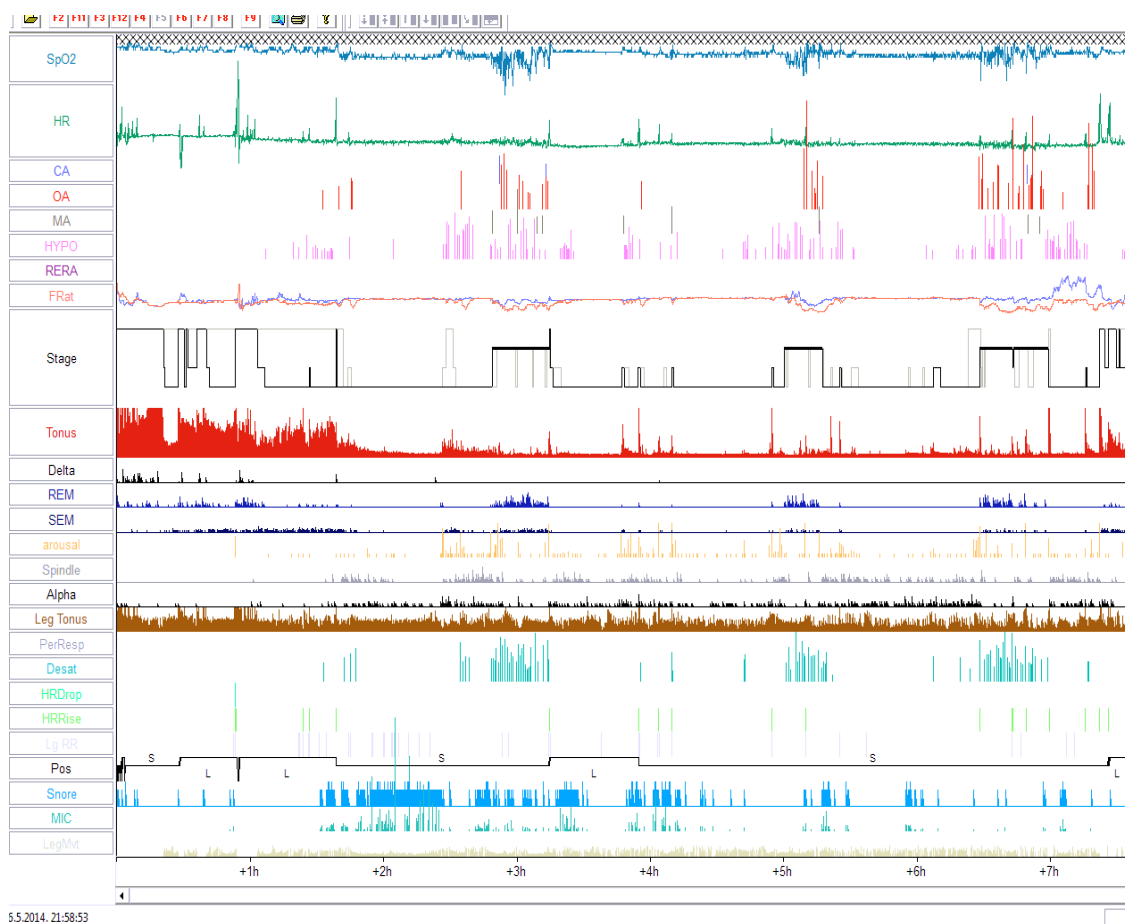 F2 F11 F3 F12 F4 F5 F6 F7 F8 F9 ?
SpO2
HR
CA
OA
MA
HYPO
RERA
FRat
Stage
Tonus
Delta
REM
SEM
arousal
Spindle
Alpha
Leg Tonus
PerResp
Desat
HRDrop
HRRise
Lg RR
Pos
S L L S L S L
Snore
MIC
LegMvt
+1h +2h +3h +4h +5h +6h +7h
6.5.2014. 21:58:53